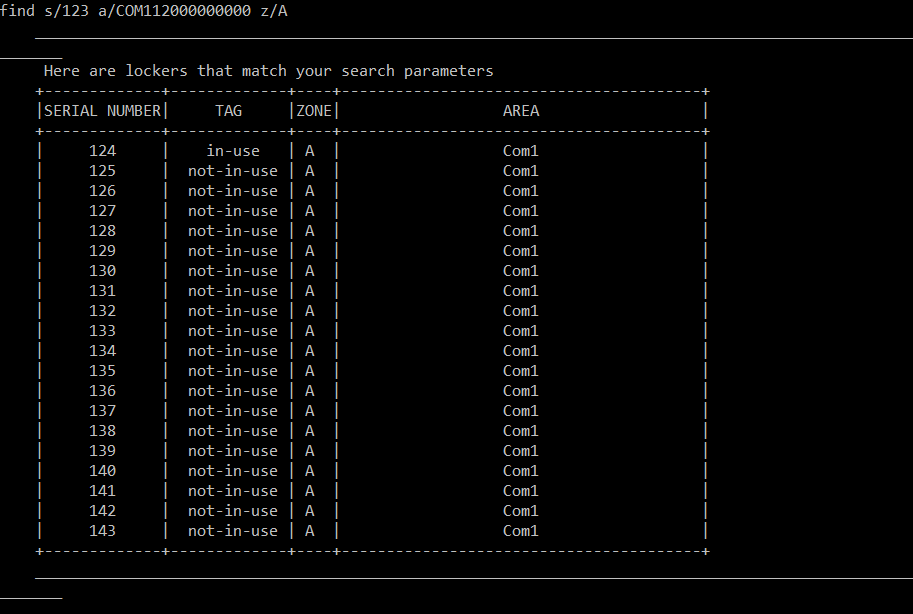 find s/123 a/COM112000000000 z/A
Here are lockers that match your search parameters
+-------------+-------------+----+----------------------------------------+
|SERIAL NUMBER|     TAG     |ZONE|                  AREA                  |
+-------------+-------------+----+----------------------------------------+
|     124     |    in-use   | A  |                  Com1                  |
|     125     |  not-in-use | A  |                  Com1                  |
|     126     |  not-in-use | A  |                  Com1                  |
|     127     |  not-in-use | A  |                  Com1                  |
|     128     |  not-in-use | A  |                  Com1                  |
|     129     |  not-in-use | A  |                  Com1                  |
|     130     |  not-in-use | A  |                  Com1                  |
|     131     |  not-in-use | A  |                  Com1                  |
|     132     |  not-in-use | A  |                  Com1                  |
|     133     |  not-in-use | A  |                  Com1                  |
|     134     |  not-in-use | A  |                  Com1                  |
|     135     |  not-in-use | A  |                  Com1                  |
|     136     |  not-in-use | A  |                  Com1                  |
|     137     |  not-in-use | A  |                  Com1                  |
|     138     |  not-in-use | A  |                  Com1                  |
|     139     |  not-in-use | A  |                  Com1                  |
|     140     |  not-in-use | A  |                  Com1                  |
|     141     |  not-in-use | A  |                  Com1                  |
|     142     |  not-in-use | A  |                  Com1                  |
|     143     |  not-in-use | A  |                  Com1                  |
+-------------+-------------+----+----------------------------------------+